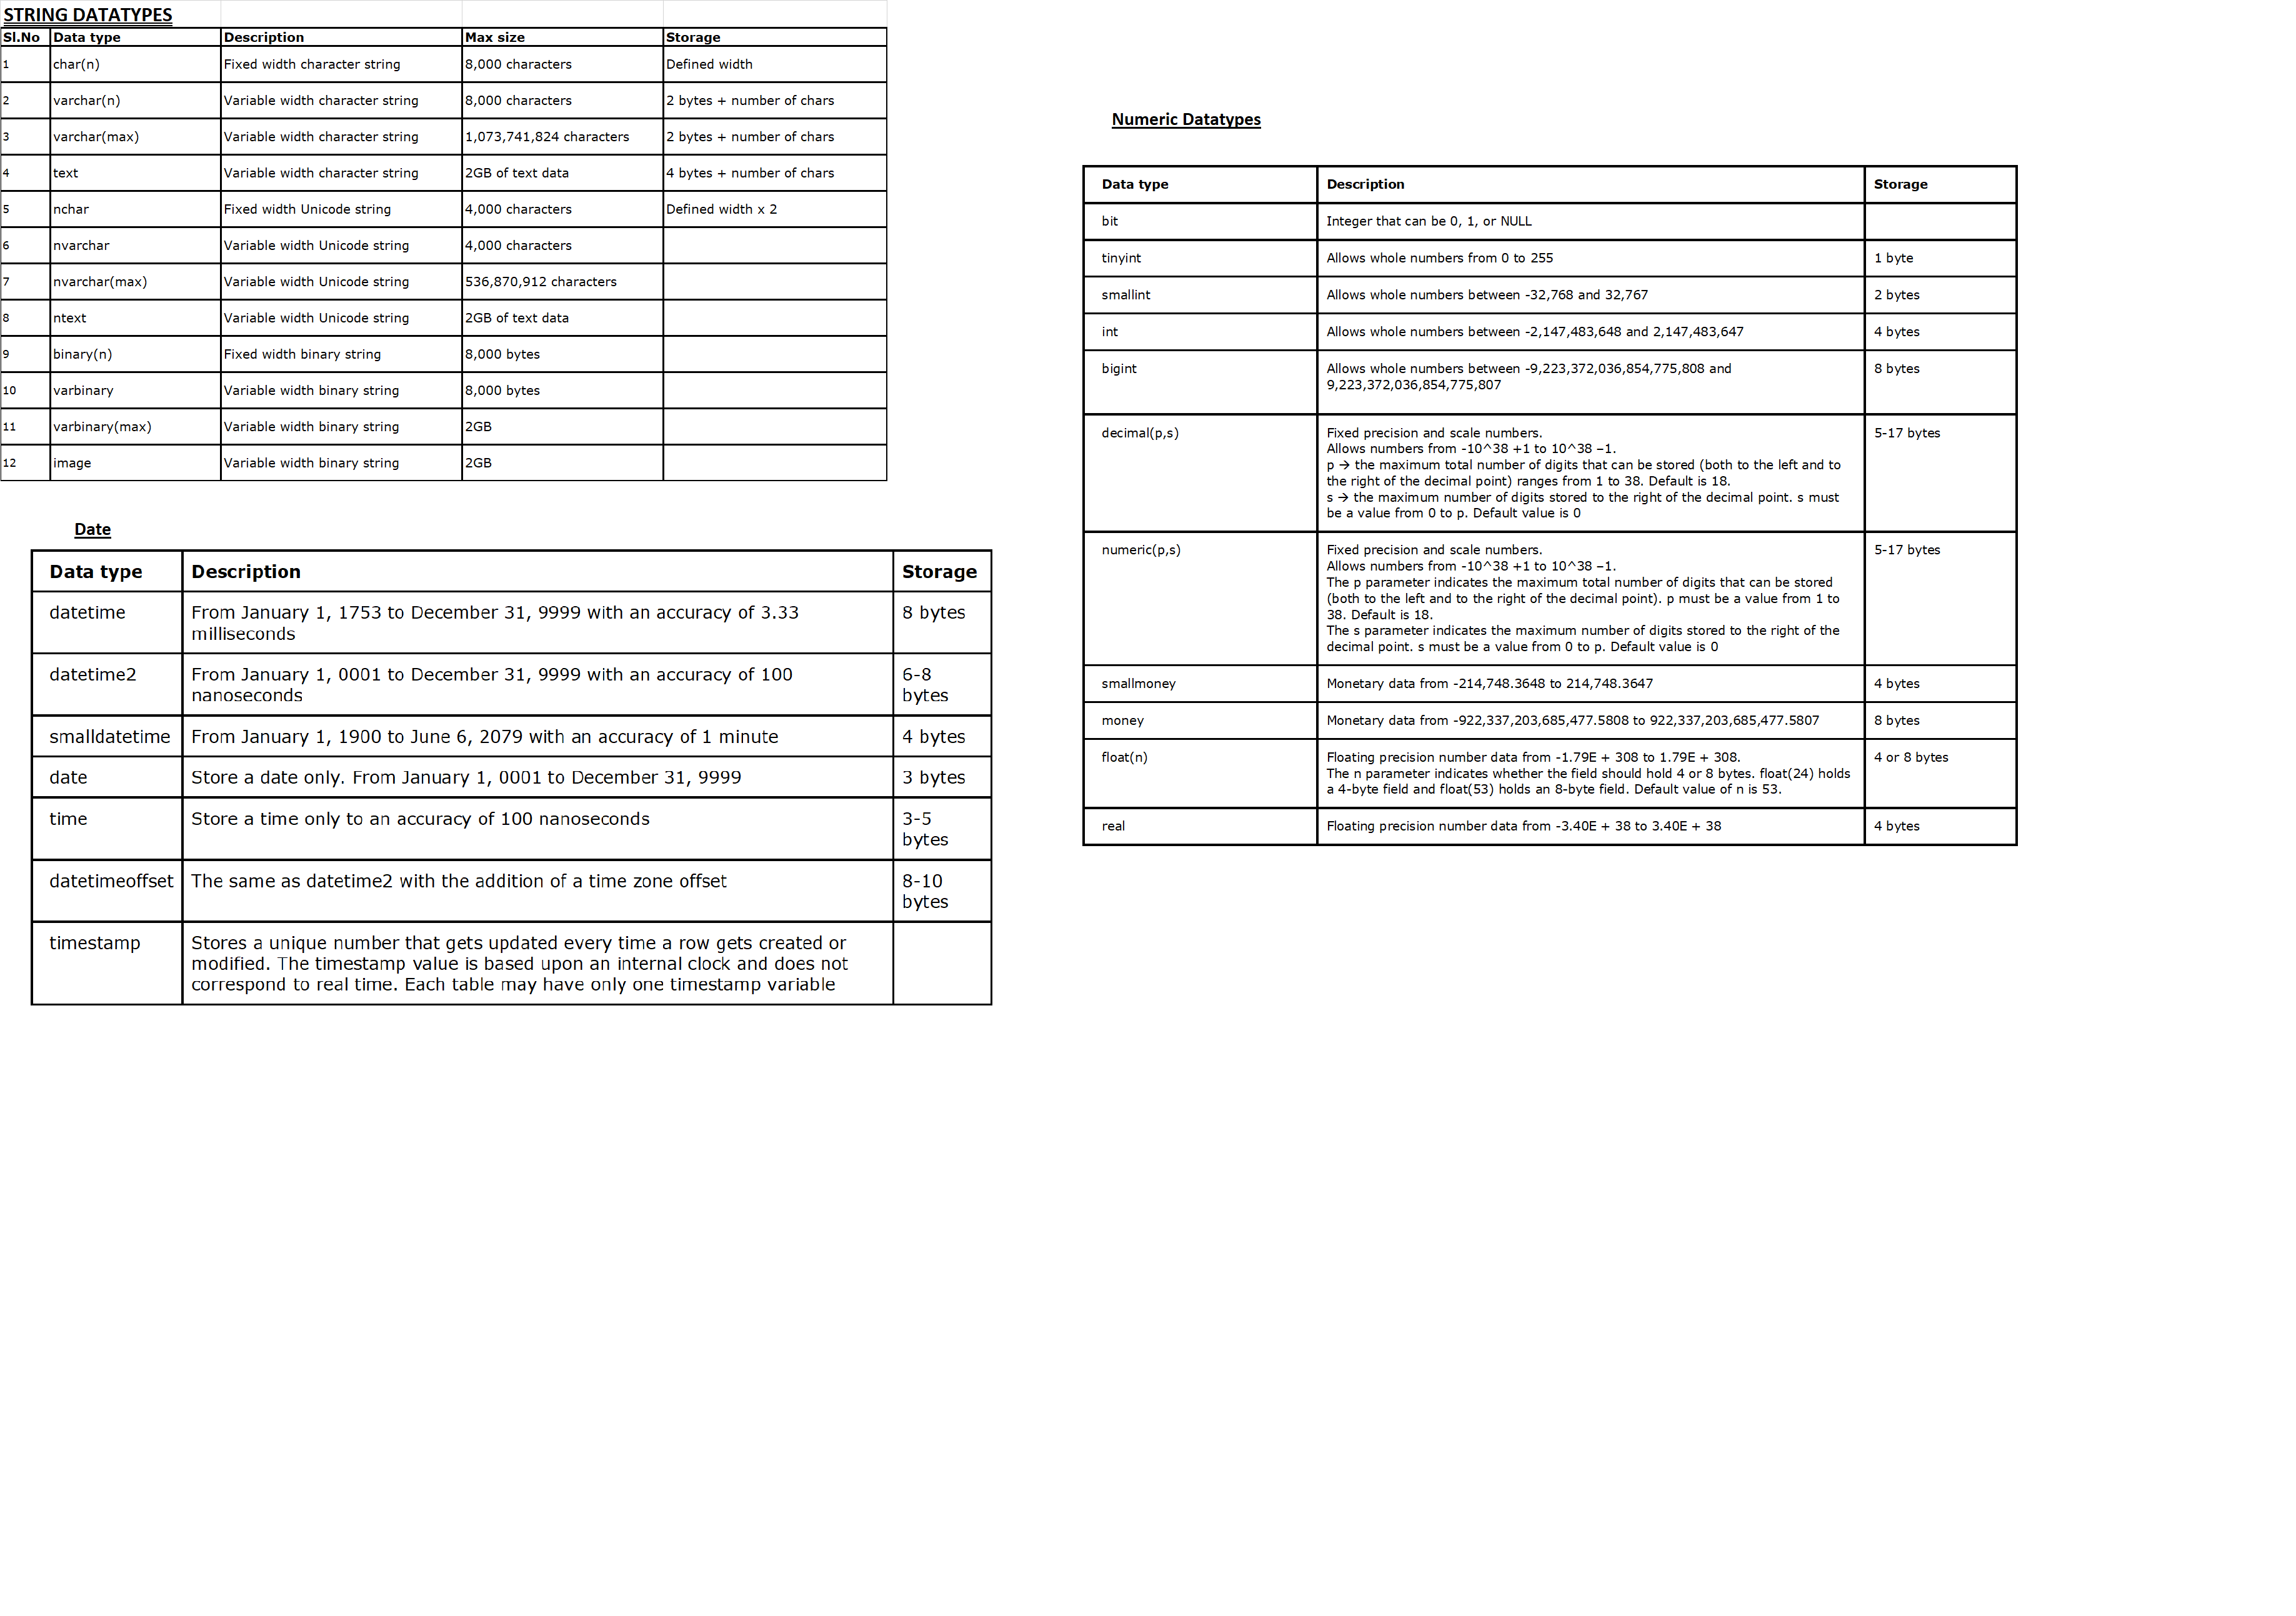 STRING DATATYPES
Sl.No Data type Description Max size Storage
1 char(n) Fixed width character string 8,000 characters Defined width
2 varchar(n) Variable width character string 8,000 characters 2 bytes + number of chars
3 varchar(max) Variable width character string 1,073,741,824 characters 2 bytes + number of chars
4 text Variable width character string 2GB of text data 4 bytes + number of chars
5 nchar Fixed width Unicode string 4,000 characters Defined width x 2
6 nvarchar Variable width Unicode string 4,000 characters
7 nvarchar(max) Variable width Unicode string 536,870,912 characters
8 ntext Variable width Unicode string 2GB of text data
9 binary(n) Fixed width binary string 8,000 bytes
10 varbinary Variable width binary string 8,000 bytes
11 varbinary(max) Variable width binary string 2GB
12 image Variable width binary string 2GB
Date
Data type Description Storage
datetime From January 1, 1753 to December 31, 9999 with an accuracy of 3.33 8 bytes
milliseconds
datetime2 From January 1, 0001 to December 31, 9999 with an accuracy of 100 6-8
nanoseconds bytes
smalldatetime From January 1, 1900 to June 6, 2079 with an accuracy of 1 minute 4 bytes
date Store a date only. From January 1, 0001 to December 31, 9999 3 bytes
time Store a time only to an accuracy of 100 nanoseconds 3-5
bytes
datetimeoffset The same as datetime2 with the addition of a time zone offset 8-10
bytes
timestamp Stores a unique number that gets updated every time a row gets created or
modified. The timestamp value is based upon an internal clock and does not
correspond to real time. Each table may have only one timestamp variable
Numeric Datatypes
Data type Description Storage
bit Integer that can be 0, 1, or NULL
tinyint Allows whole numbers from 0 to 255 1 byte
smallint Allows whole numbers between -32,768 and 32,767 2 bytes
int Allows whole numbers between -2,147,483,648 and 2,147,483,647 4 bytes
bigint Allows whole numbers between -9,223,372,036,854,775,808 and 8 bytes
9,223,372,036,854,775,807
decimal(p,s) Fixed precision and scale numbers. 5-17 bytes
Allows numbers from -10^38 +1 to 10^38 –1.
p → the maximum total number of digits that can be stored (both to the left and to
the right of the decimal point) ranges from 1 to 38. Default is 18.
s → the maximum number of digits stored to the right of the decimal point. s must
be a value from 0 to p. Default value is 0
numeric(p,s) Fixed precision and scale numbers. 5-17 bytes
Allows numbers from -10^38 +1 to 10^38 –1.
The p parameter indicates the maximum total number of digits that can be stored
(both to the left and to the right of the decimal point). p must be a value from 1 to
38. Default is 18.
The s parameter indicates the maximum number of digits stored to the right of the
decimal point. s must be a value from 0 to p. Default value is 0
smallmoney Monetary data from -214,748.3648 to 214,748.3647 4 bytes
money Monetary data from -922,337,203,685,477.5808 to 922,337,203,685,477.5807 8 bytes
float(n) Floating precision number data from -1.79E + 308 to 1.79E + 308. 4 or 8 bytes
The n parameter indicates whether the field should hold 4 or 8 bytes. float(24) holds
a 4-byte field and float(53) holds an 8-byte field. Default value of n is 53.
real Floating precision number data from -3.40E + 38 to 3.40E + 38 4 bytes